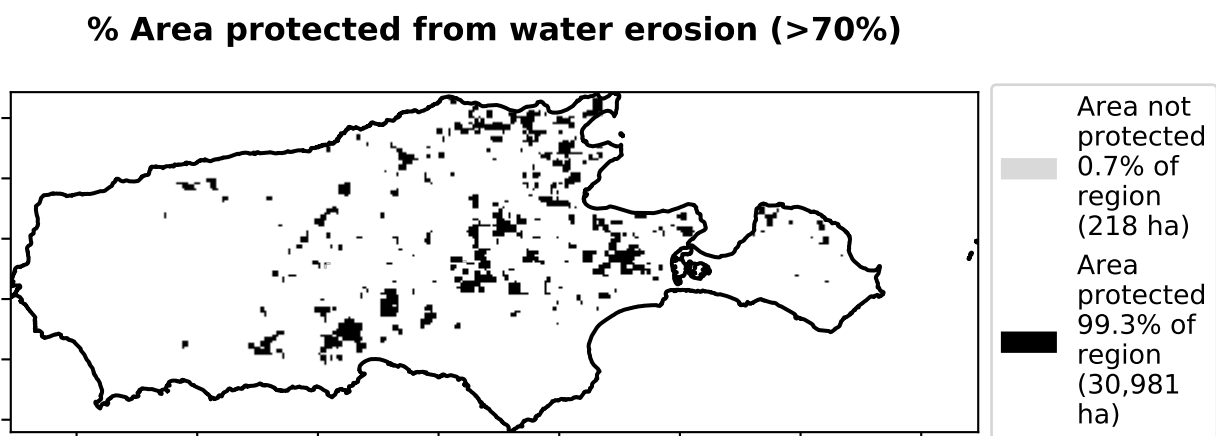 % Area protected from water erosion (>70%)
Area not
protected
0.7% of
region
(218 ha)
Area
protected
99.3% of
region
(30,981
ha)